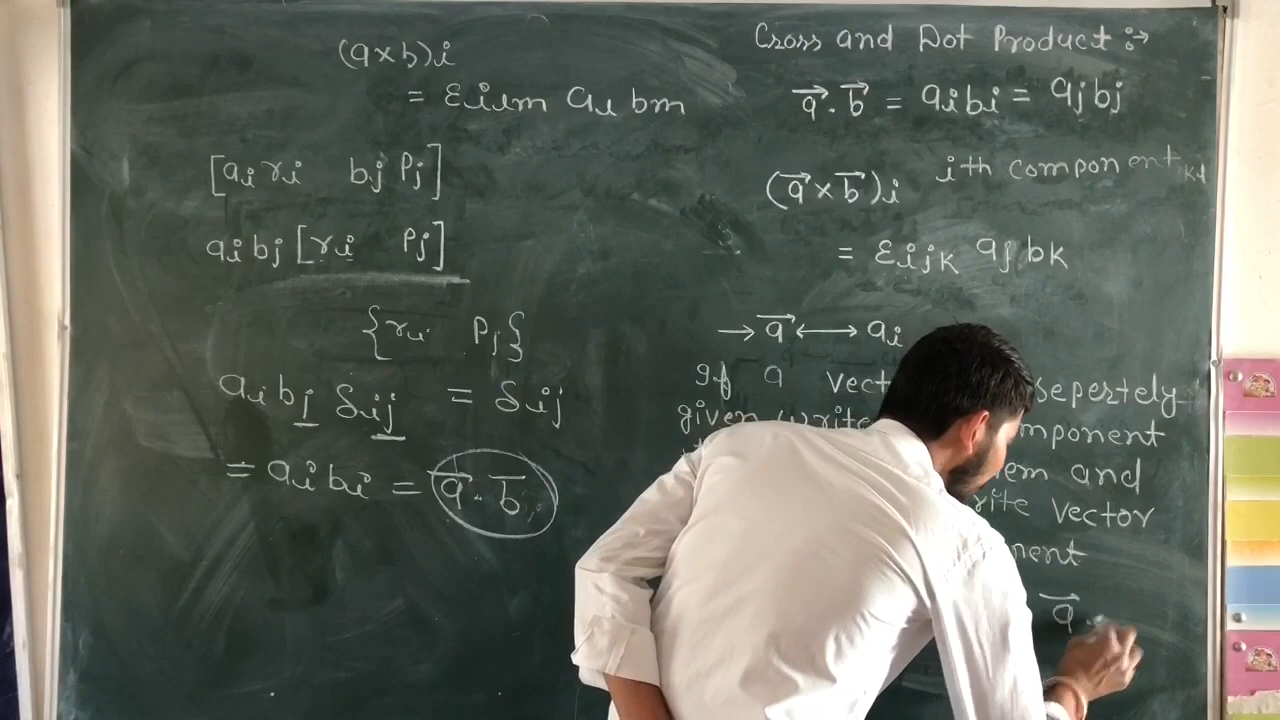 (a×b)i
= εilm al bm
[ai ri bj Pj]
ai bj [ri Pj]
{ri Pj}
ai bj δij = δij
= ai bi = a⃗ . b⃗
Cross and Dot Product :→
a⃗ . b⃗ = ai bi = aj bj
(a⃗ × b⃗)i ith component
= εijk aj bk
→ a⃗ ⟷ ai
If a vect sepertely
given write mponent
em and
rite vector
nent
a⃗ .